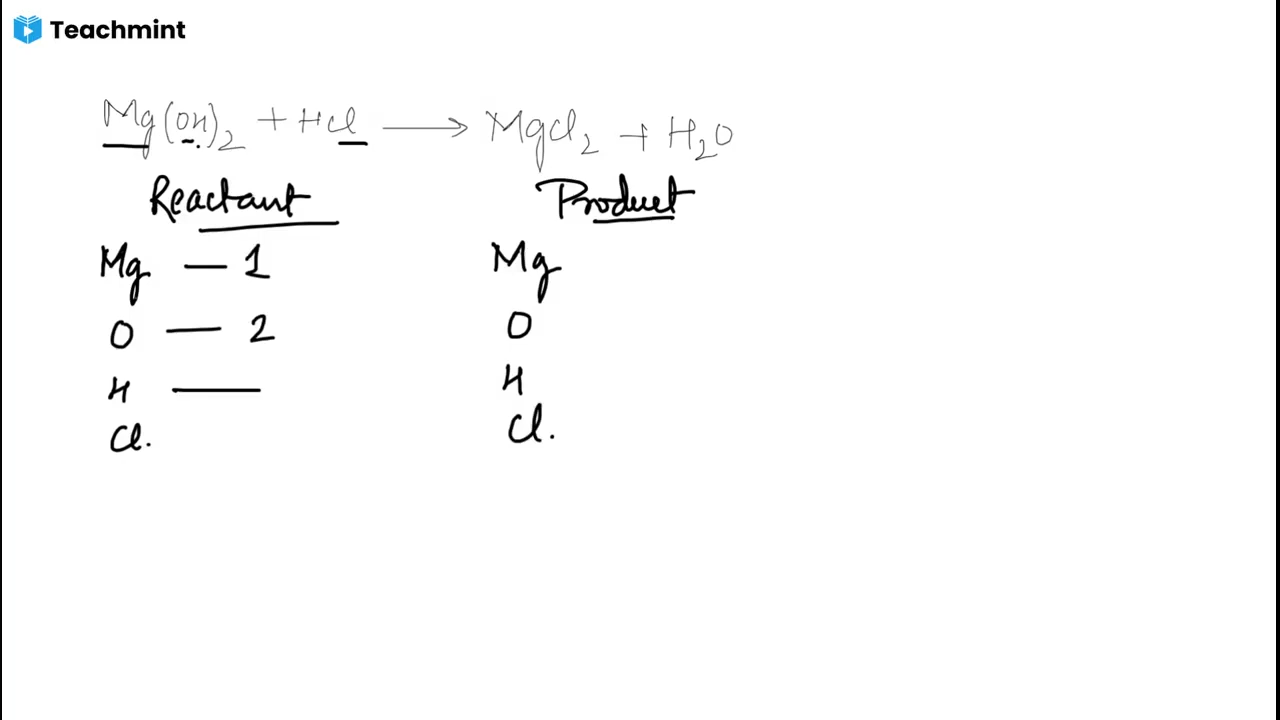 Teachmint
Mg(OH)₂ + HCl ⟶ MgCl₂ + H₂O
Reactant Product
Mg — 1 Mg
O — 2 O
H — H
Cl. Cl.